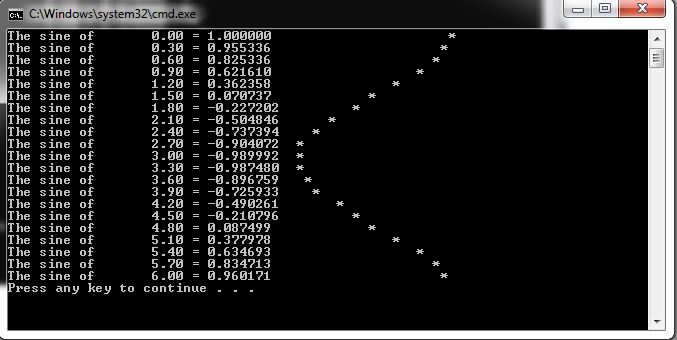 C:\Windows\system32\cmd.exe
The sine of       0.00 = 1.000000                       *
The sine of       0.30 = 0.955336                      *
The sine of       0.60 = 0.825336                     *
The sine of       0.90 = 0.621610                   *
The sine of       1.20 = 0.362358                *
The sine of       1.50 = 0.070737             *
The sine of       1.80 = -0.227202          *
The sine of       2.10 = -0.504846       *
The sine of       2.40 = -0.737394     *
The sine of       2.70 = -0.904072   *
The sine of       3.00 = -0.989992   *
The sine of       3.30 = -0.987480   *
The sine of       3.60 = -0.896759    *
The sine of       3.90 = -0.725933     *
The sine of       4.20 = -0.490261        *
The sine of       4.50 = -0.210796          *
The sine of       4.80 = 0.087499             *
The sine of       5.10 = 0.377978                *
The sine of       5.40 = 0.634693                   *
The sine of       5.70 = 0.834713                     *
The sine of       6.00 = 0.960171                      *
Press any key to continue . . .